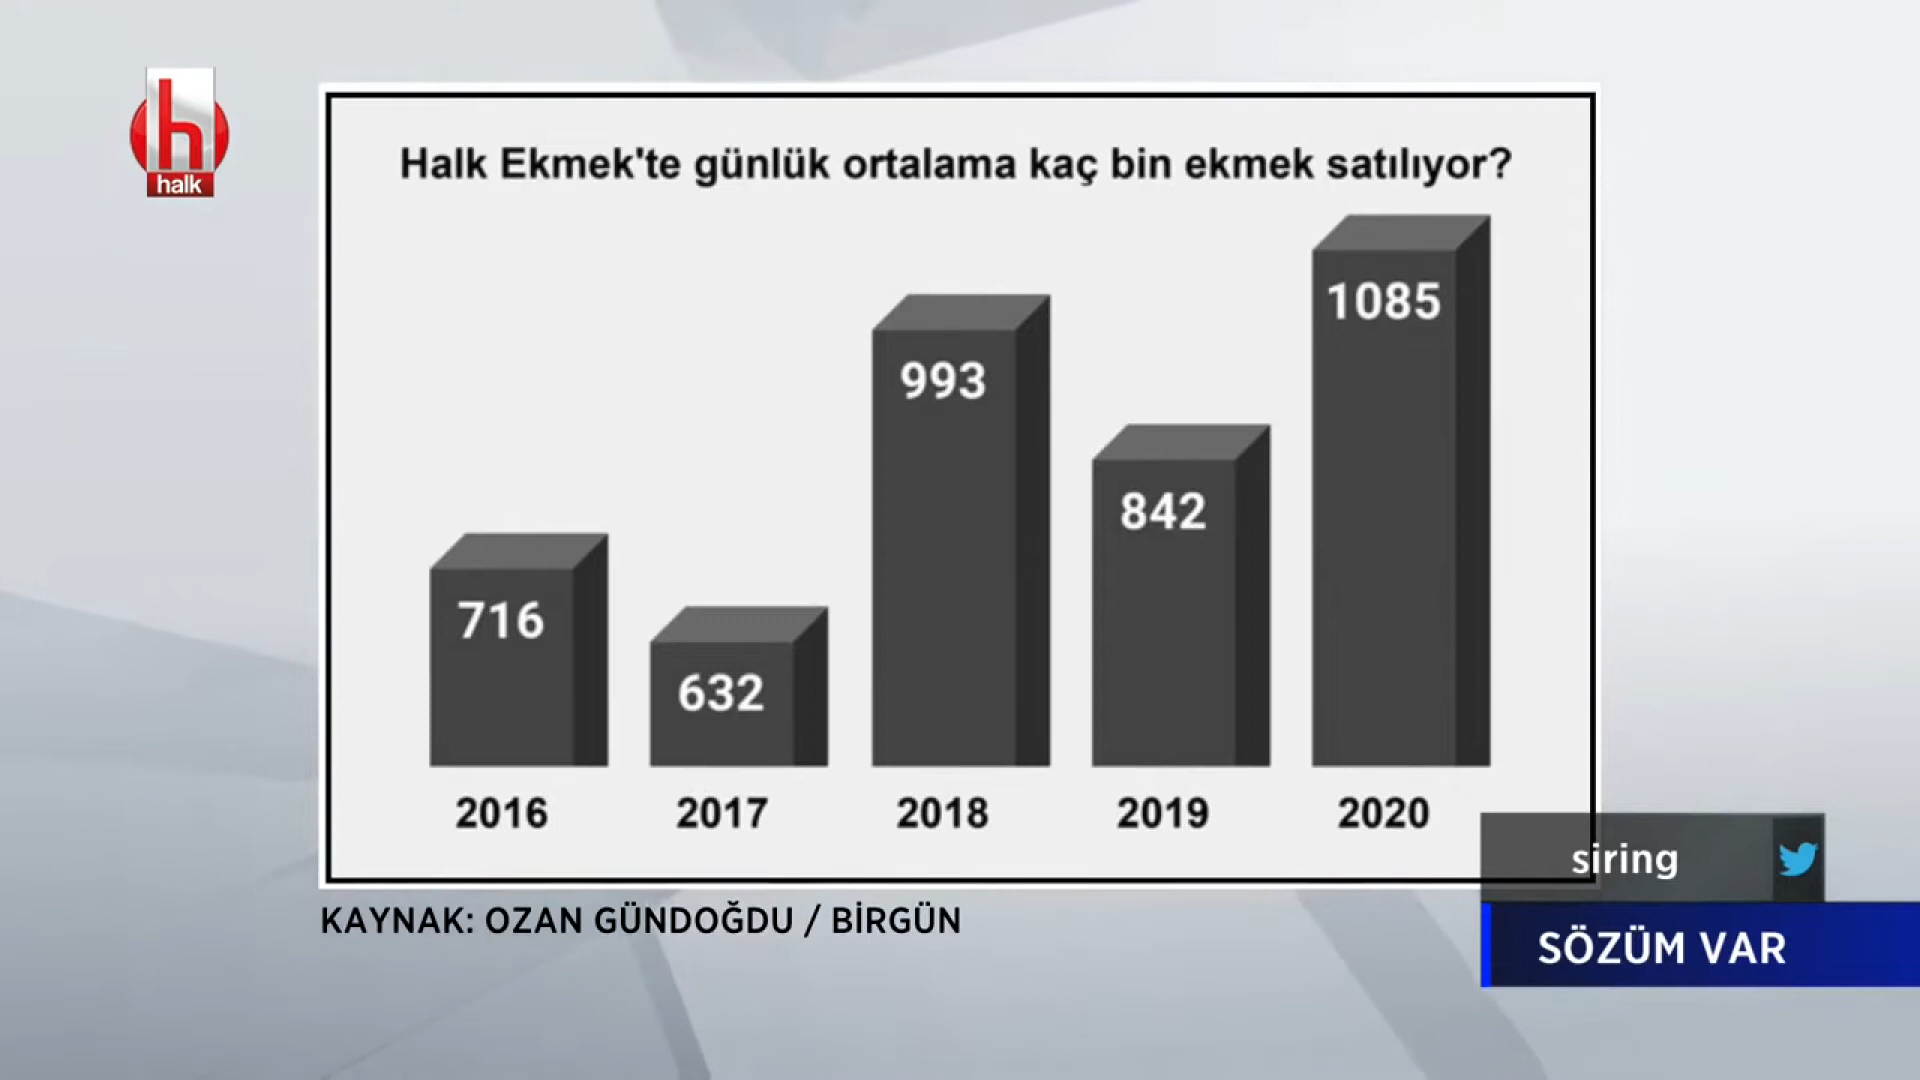 h
halk
Halk Ekmek'te günlük ortalama kaç bin ekmek satılıyor?
716
632
993
842
1085
2016
2017
2018
2019
2020
siring
KAYNAK: OZAN GÜNDOĞDU / BİRGÜN
SÖZÜM VAR